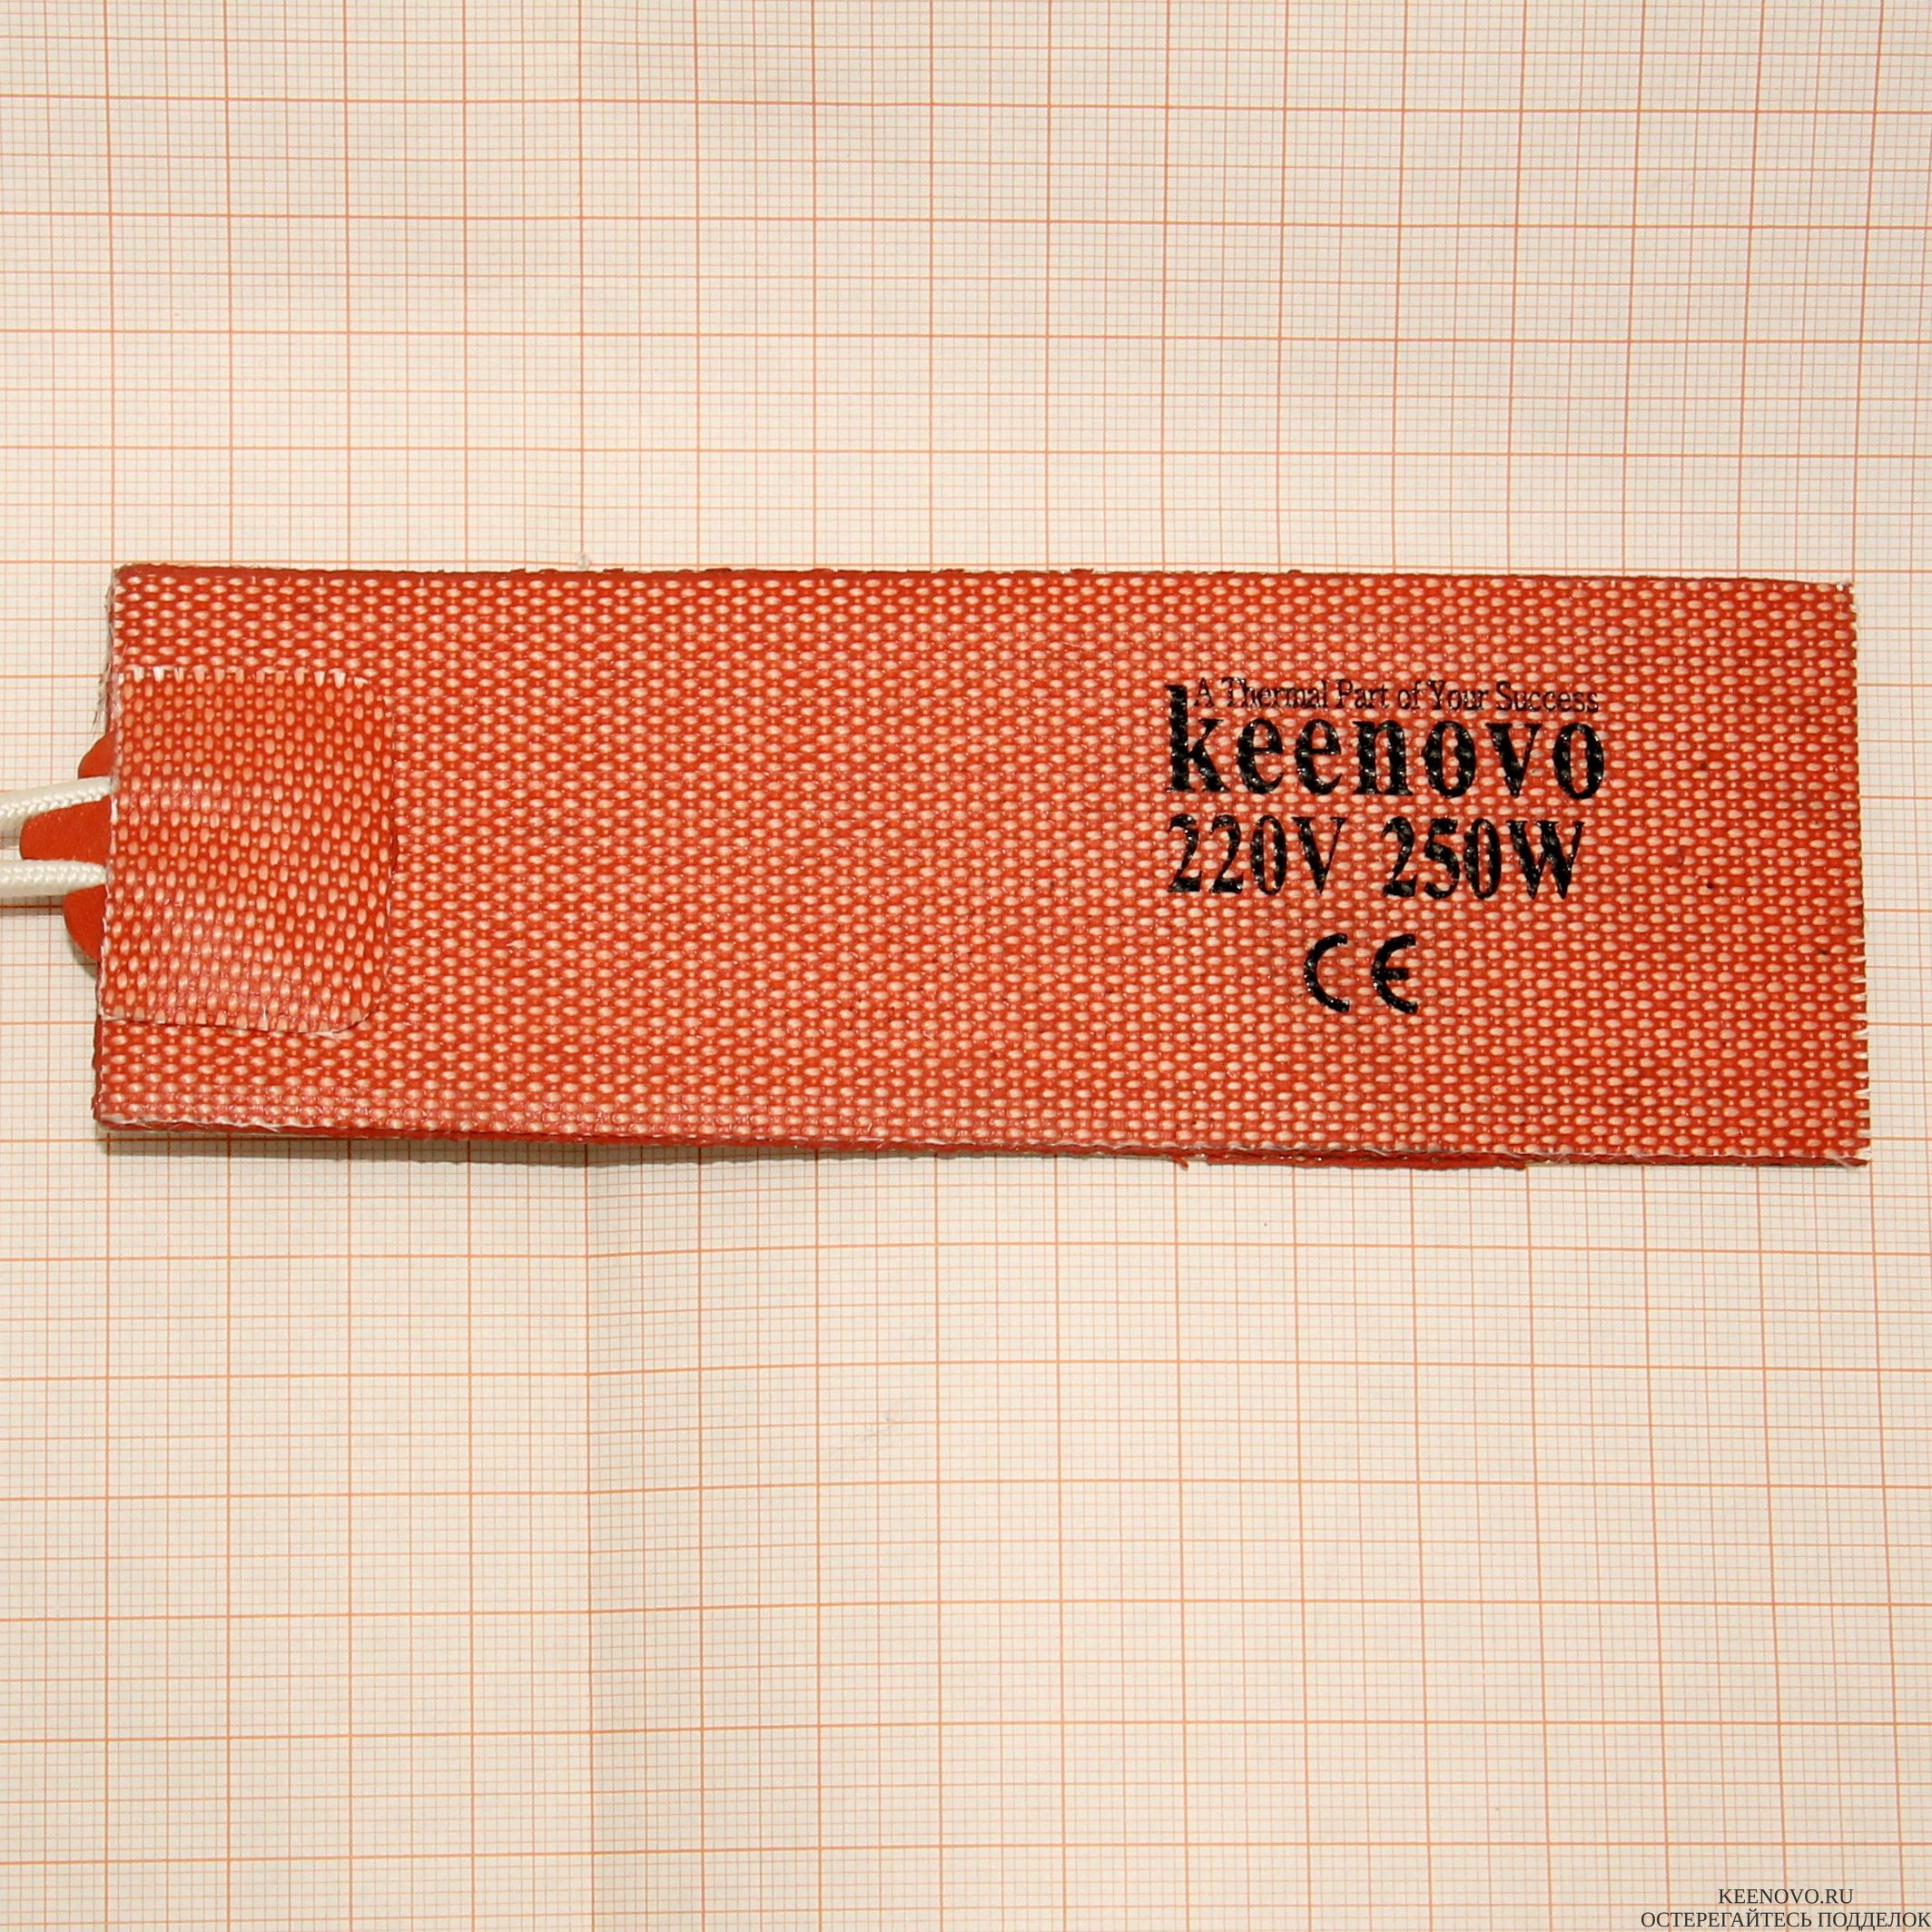 A Thermal Part of Your Success
keenovo
220V 250W
CE
KEENOVO.RU
ОСТЕРЕГАЙТЕСЬ ПОДДЕЛОК